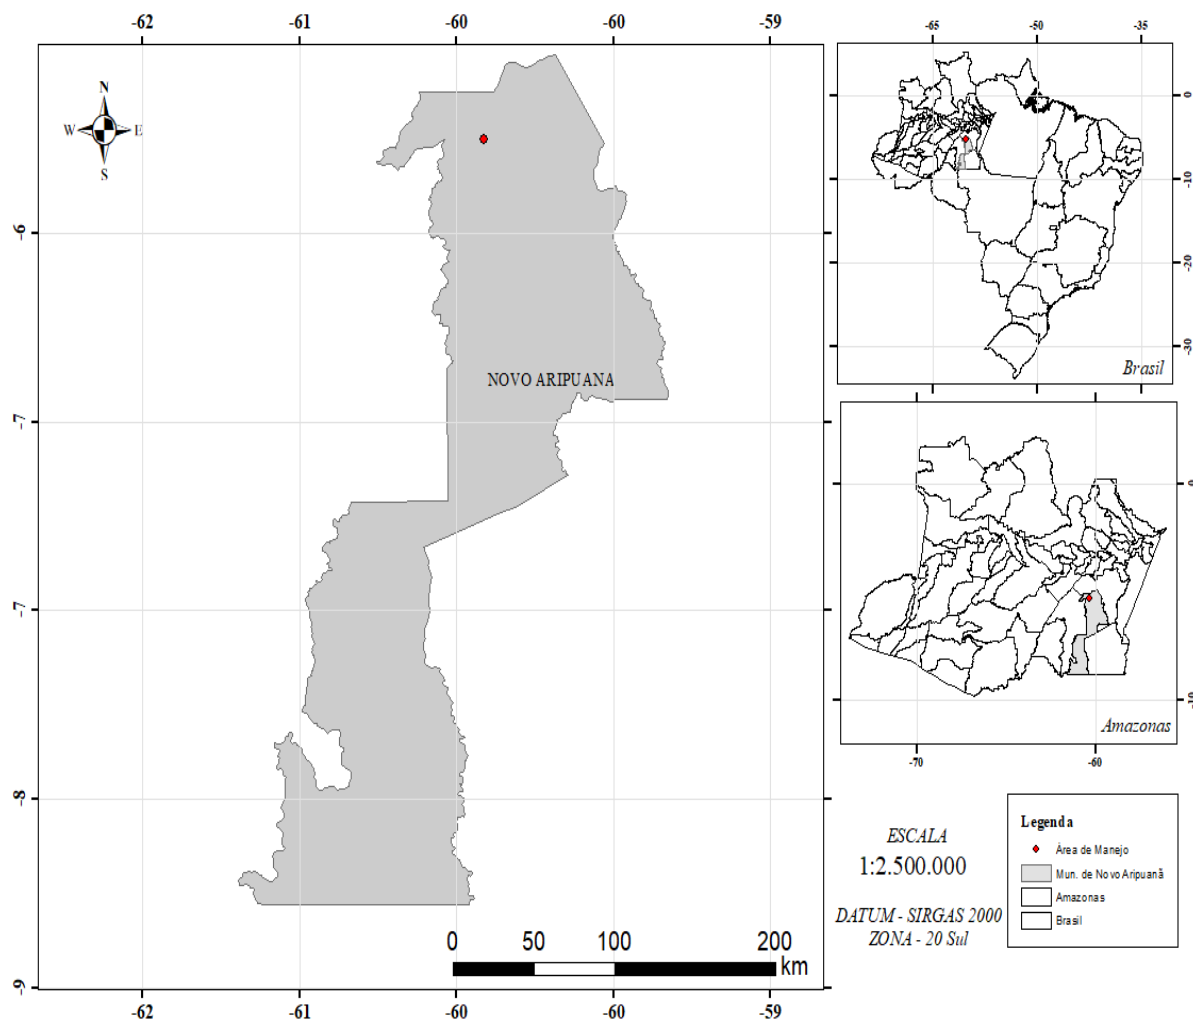 -62 -61 -60 -60 -59
N
W E
S
-6
-7
-7
-8
-9
NOVO ARIPUANA
0 50 100 200
km
-62 -61 -60 -60 -59
-65 -50 -35
0
-10
-20
-30
Brasil
0
-10
Amazonas
-70 -60
ESCALA
1:2.500.000
DATUM - SIRGAS 2000
ZONA - 20 Sul
Legenda
Área de Manejo
Mun. de Novo Aripuanã
Amazonas
Brasil